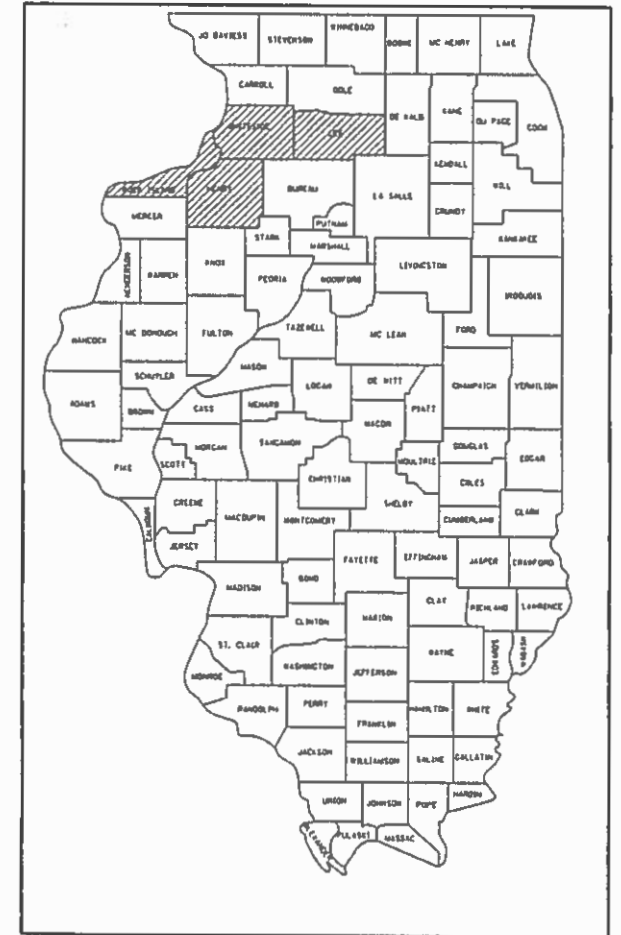 JO DAVIESS STEPHENSON WINNEBAGO BOONE MC HENRY LAKE
CARROLL OGLE DE KALB KANE DU PAGE COOK
WHITESIDE LEE
KENDALL WILL
ROCK ISLAND HENRY BUREAU LA SALLE GRUNDY
MERCER PUTNAM KANKAKEE
STARK MARSHALL
HENDERSON WARREN KNOX PEORIA WOODFORD LIVINGSTON IROQUOIS
HANCOCK MC DONOUGH FULTON TAZEWELL MC LEAN FORD
MASON
SCHUYLER LOGAN DE WITT CHAMPAIGN VERMILION
ADAMS BROWN CASS MENARD PIATT
MACON
MORGAN SANGAMON DOUGLAS EDGAR
PIKE SCOTT CHRISTIAN MOULTRIE COLES
GREENE SHELBY CLARK
CALHOUN MACOUPIN MONTGOMERY CUMBERLAND
JERSEY FAYETTE EFFINGHAM JASPER CRAWFORD
MADISON BOND
CLAY RICHLAND LAWRENCE
CLINTON MARION
ST. CLAIR WAYNE EDWARDS WABASH
WASHINGTON JEFFERSON
MONROE
RANDOLPH PERRY HAMILTON WHITE
FRANKLIN
JACKSON WILLIAMSON SALINE GALLATIN
UNION JOHNSON POPE HARDIN
ALEXANDER PULASKI MASSAC